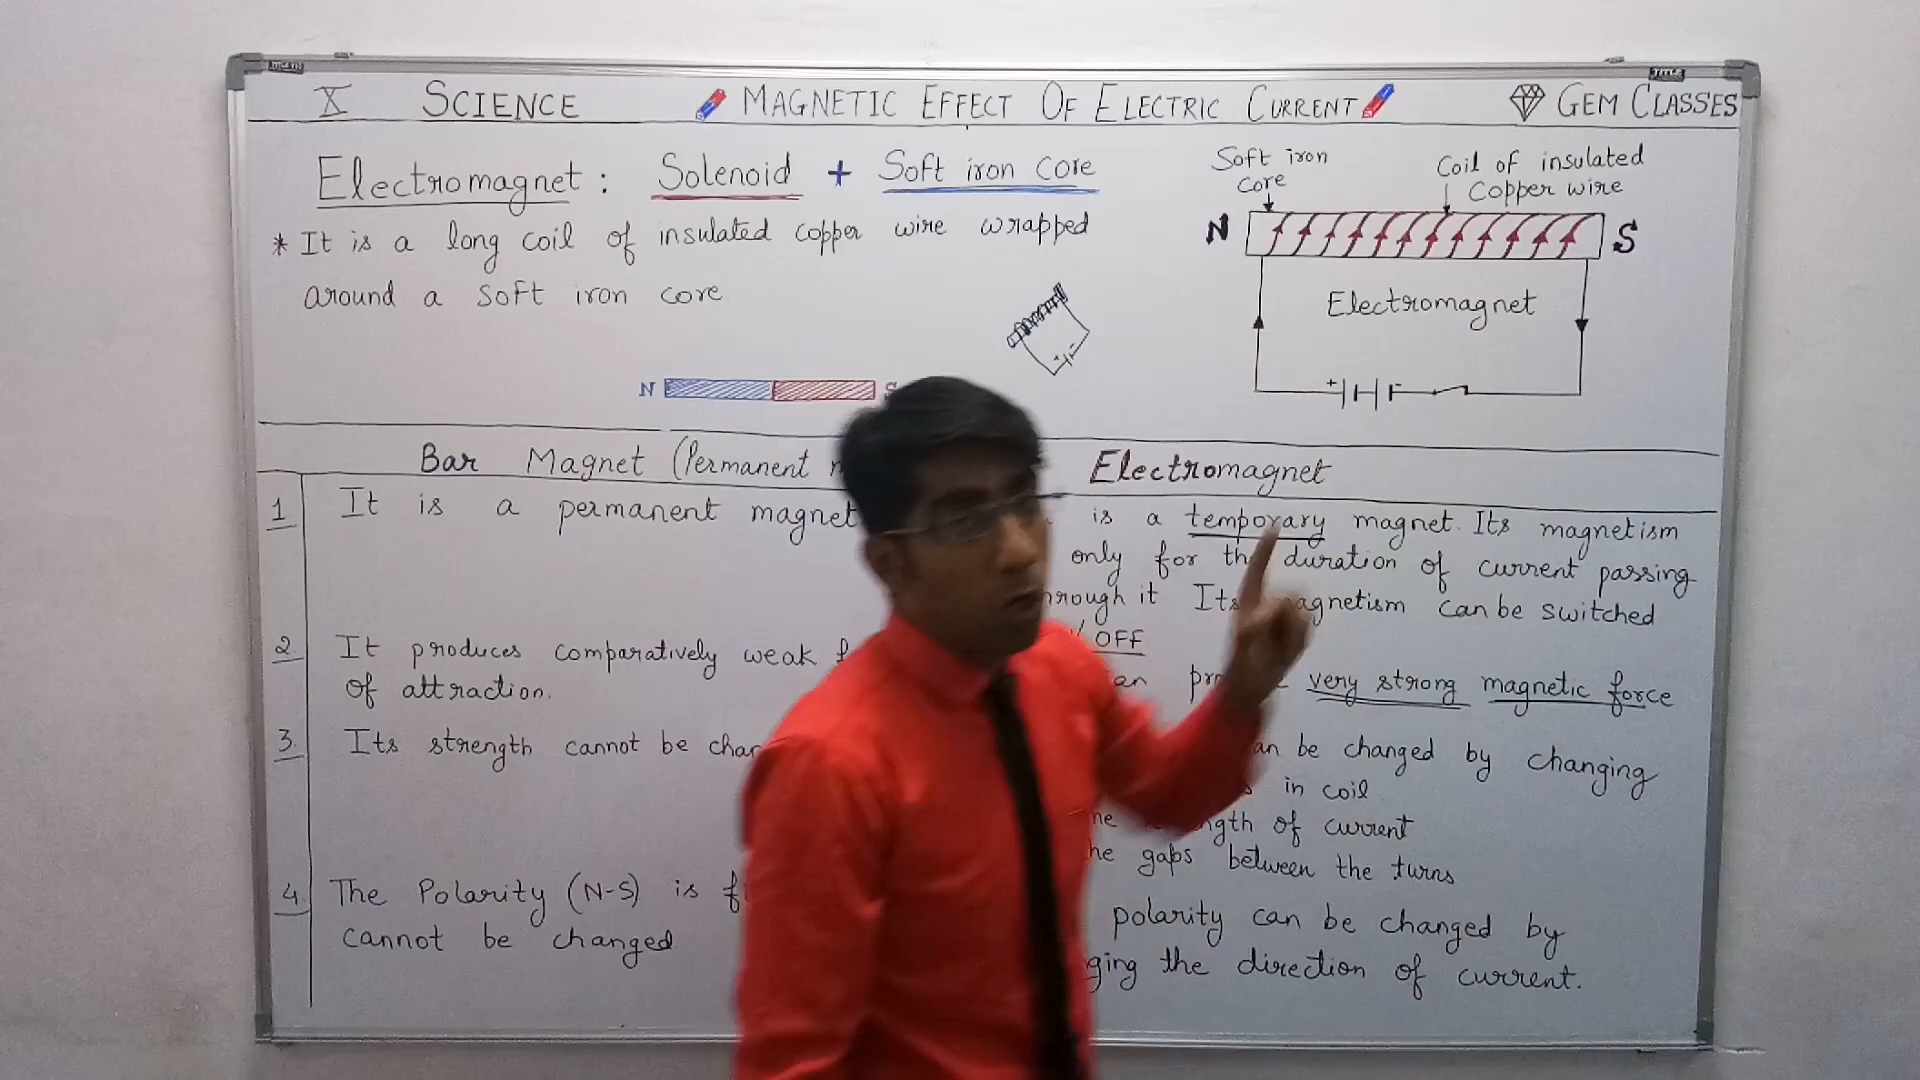 X SCIENCE MAGNETIC EFFECT OF ELECTRIC CURRENT GEM CLASSES
Electromagnet: Solenoid + Soft iron core
* It is a long coil of insulated copper wire wrapped
around a soft iron core
Soft iron
core
Coil of insulated
copper wire
N S
Electromagnet
+ -
+ -
N S
Bar Magnet (Permanent
Electromagnet
1 It is a permanent magnet
is a temporary magnet. Its magnetism
only for the duration of current passing
through it Its magnetism can be switched
/ OFF
2. It produces comparatively weak
of attraction.
very strong magnetic force
3. Its strength cannot be
can be changed by changing
in coil
of current
the gaps between the turns
4. The Polarity (N-S) is
cannot be changed
polarity can be changed by
the direction of current.